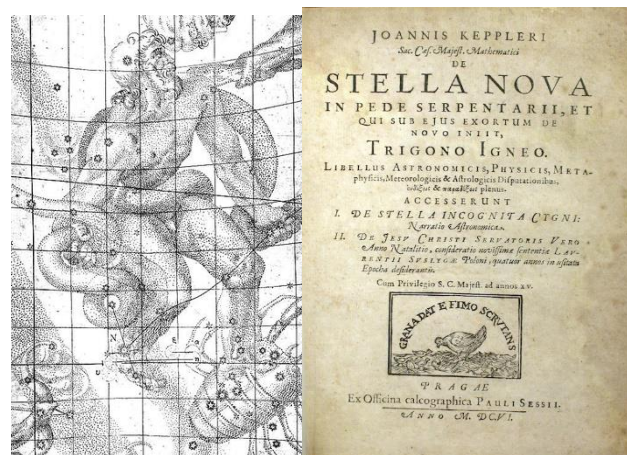 N
JOANNIS KEPPLERI
Sac. Cæs. Majest. Mathematici
DE
STELLA NOVA
IN PEDE SERPENTARII, ET
QUI SUB EJUS EXORTUM DE
NOVO INIIT,
TRIGONO IGNEO.
LIBELLUS ASTRONOMICIS, PHYSICIS, META-
physicis, Meteorologicis & Astrologicis Disputationibus,
& plenus.
ACCESSERUNT
I. DE STELLA INCOGNITA CYGNI:
Narratio Astronomica.
II. DE JESU CHRISTI SERVATORIS VERO
Anno Natalitio, consideratio novissimæ sententiæ LAU-
RENTII SUSLYGÆ Poloni, quatuor annos in usitata
Epocha desiderantis.
Cum Privilegio S. C. Majest. ad annos xv.
GRANA DAT E FIMO SCRUTANS
PRAGAE
Ex Officina calcographica PAULI SESSII.
ANNO M. DCVI.